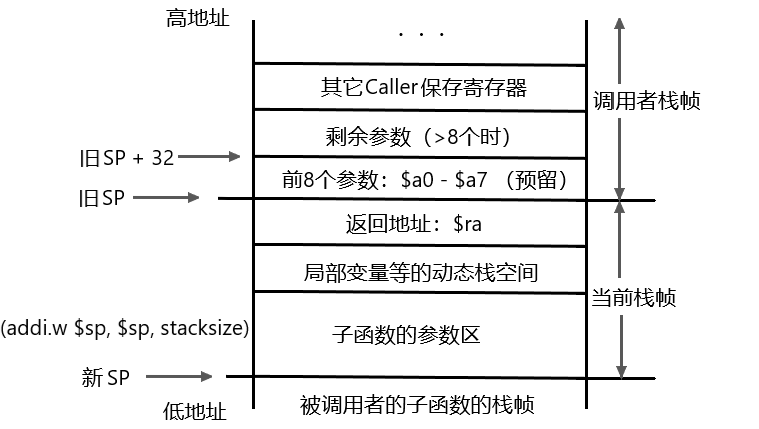 高地址
· · ·
其它Caller保存寄存器
调用者栈帧
剩余参数（>8个时）
旧SP + 32
前8个参数：$a0 - $a7 （预留）
旧SP
返回地址：$ra
局部变量等的动态栈空间
当前栈帧
(addi.w $sp, $sp, stacksize)
子函数的参数区
新SP
被调用者的子函数的栈帧
低地址